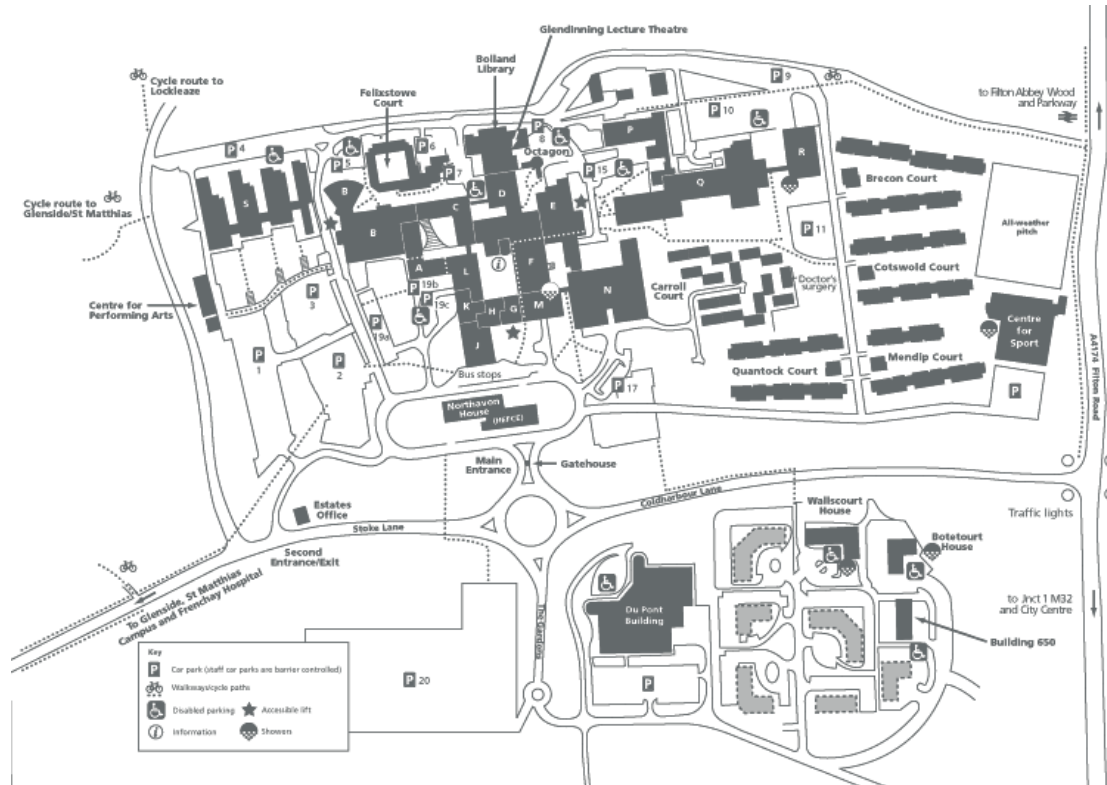 Glendinning Lecture Theatre
Bolland
Library
Felixstowe
Court
Cycle route to
Lockleaze
P 9
to Filton Abbey Wood
and Parkway
P 10
P 4
P 5
P 6
P 7
P 8
Octagon
P
P 15
R
Brecon Court
Cycle route to
Glenside/St Matthias
S
B
B
C
D
E
Q
P 11
All-weather
pitch
A
L
i
F
Cotswold Court
Carroll
Court
Doctor's
surgery
19b
P
P
19c
K
H
G
M
N
Centre for
Performing Arts
P
3
P
19a
J
Centre
for
Sport
P
1
P
2
Bus stops
P 17
Quantock Court
Mendip Court
P
A4174 Filton Road
Northavon
House
(HEFCE)
Main
Entrance
Gatehouse
Coldharbour Lane
Estates
Office
Stoke Lane
Second
Entrance/Exit
Wallscourt
House
Traffic lights
Botetourt
House
To Glenside, St Matthias
Campus and Frenchay Hospital
The Gardens
Du Pont
Building
to Jnct 1 M32
and City Centre
Building 650
P 20
P
Key
P Car park (staff car parks are barrier controlled)
Walkways/cycle paths
Disabled parking
Accessible lift
i Information
Showers